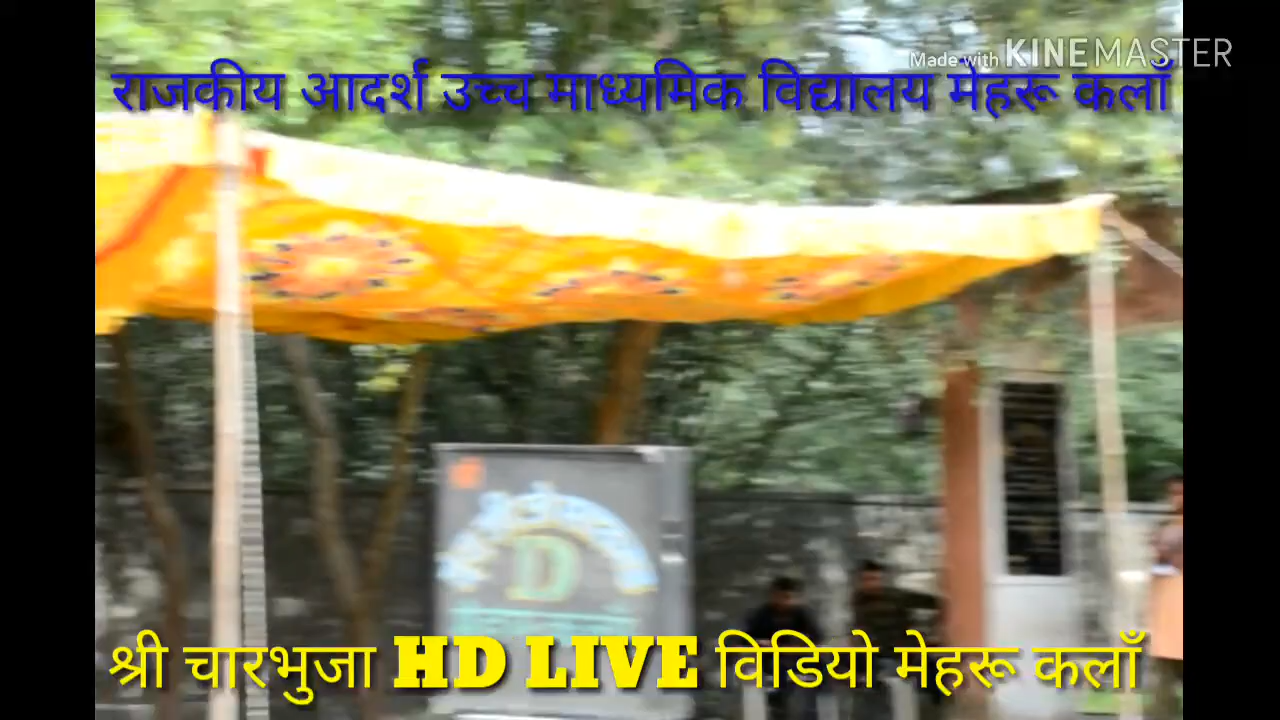 Made with KINEMASTER
राजकीय आदर्श उच्च माध्यमिक विद्यालय मेहरू कलाँ
D
श्री चारभुजा HD LIVE विडियो मेहरू कलाँ